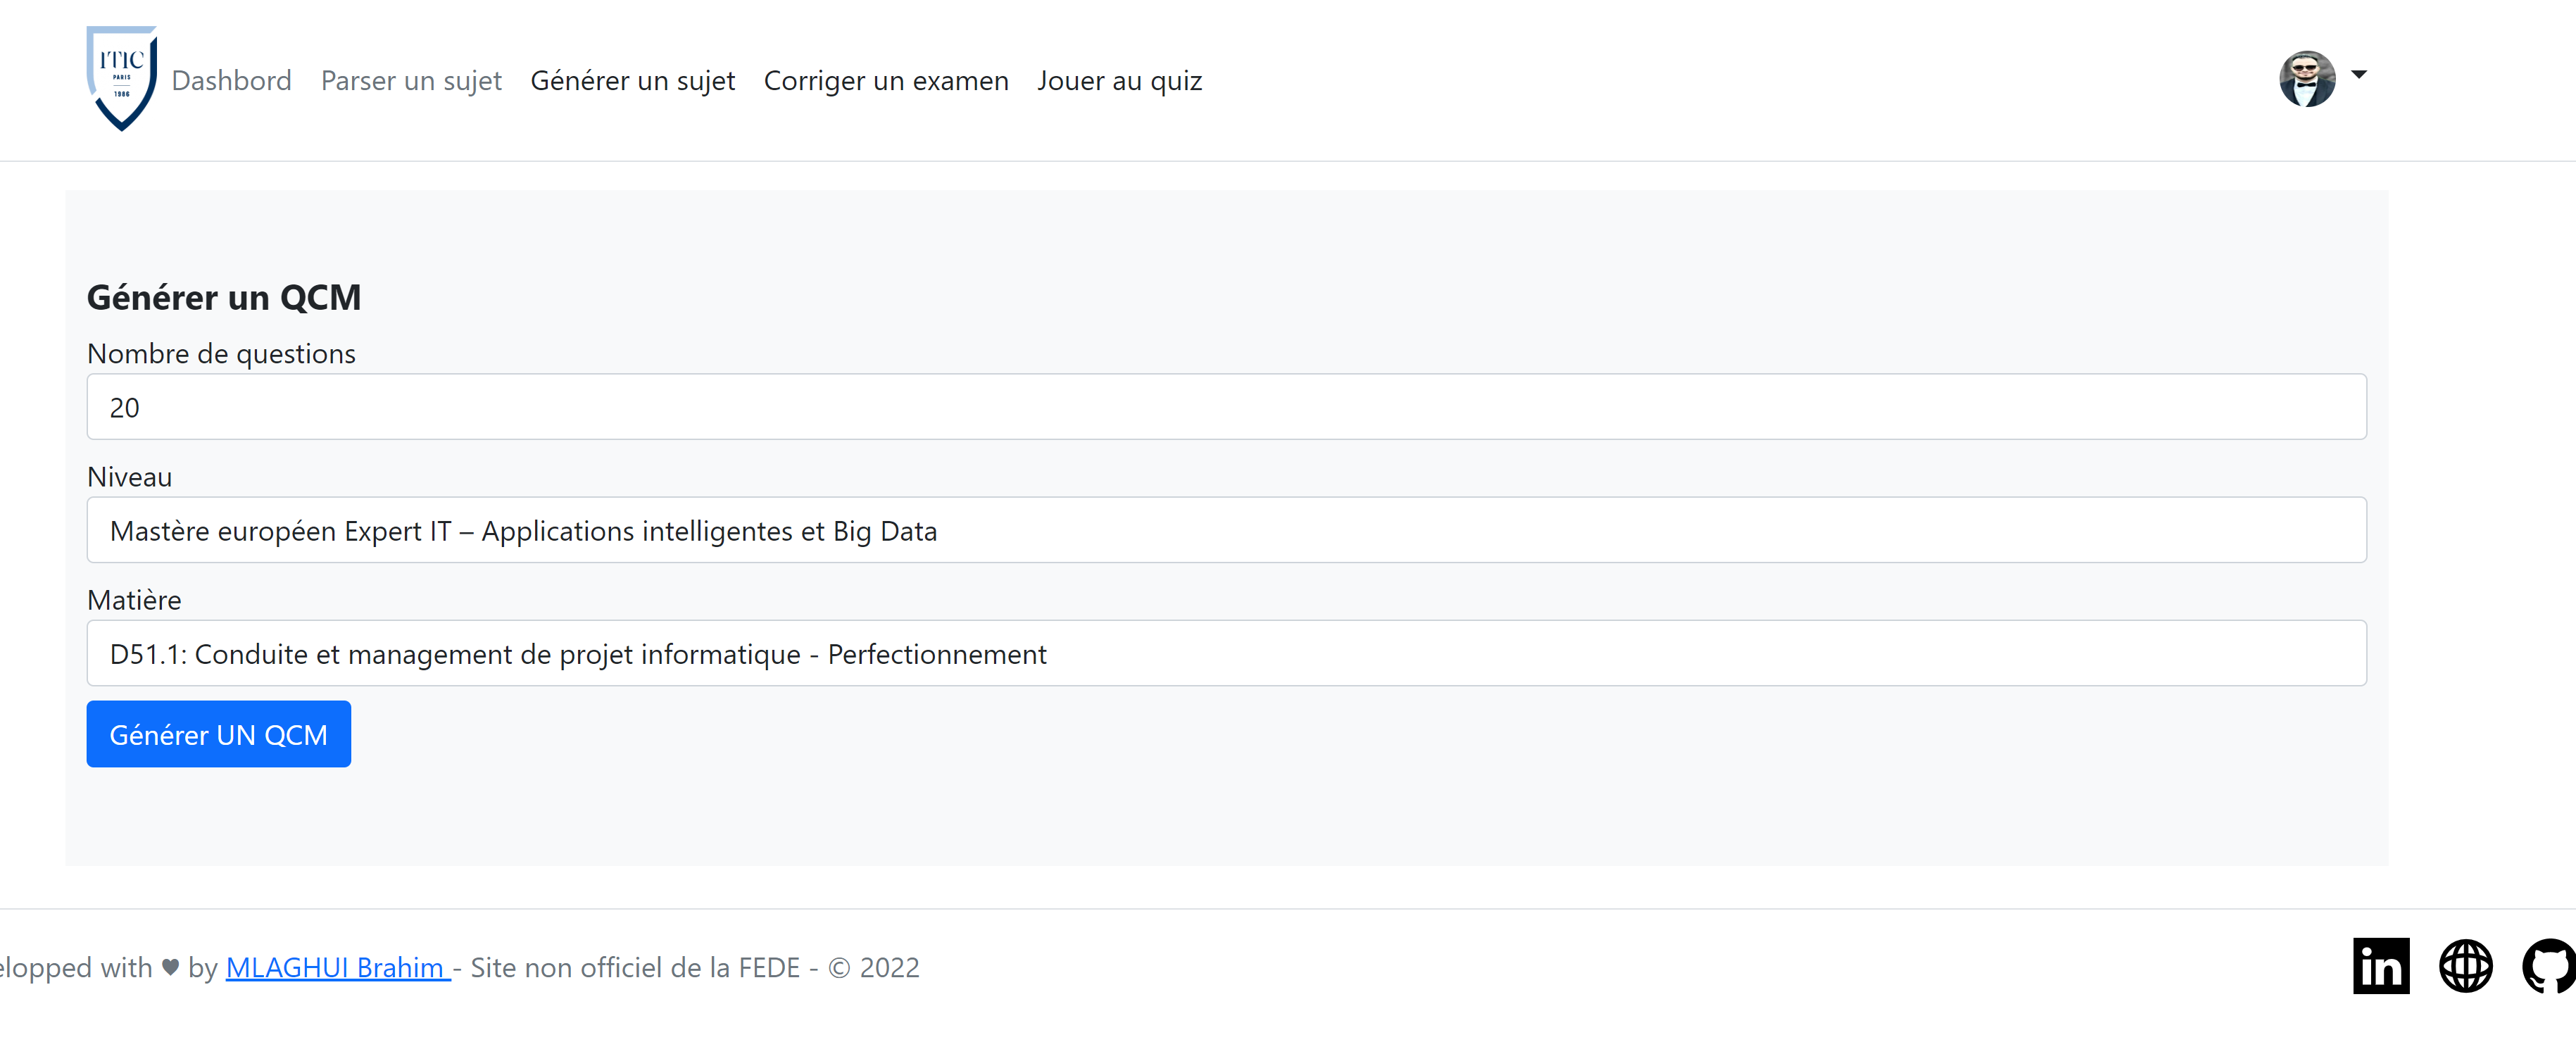 ITIC
PARIS
1986
Dashbord Parser un sujet Générer un sujet Corriger un examen Jouer au quiz
Générer un QCM
Nombre de questions
20
Niveau
Mastère européen Expert IT – Applications intelligentes et Big Data
Matière
D51.1: Conduite et management de projet informatique - Perfectionnement
Générer UN QCM
elopped with ♥ by MLAGHUI Brahim - Site non officiel de la FEDE - © 2022
in